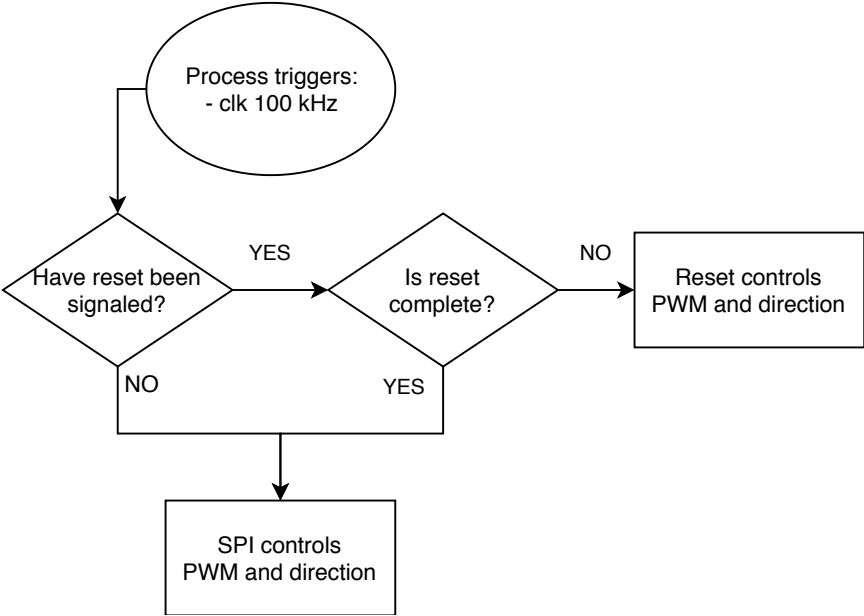 Process triggers:
- clk 100 kHz
Have reset been
signaled?
YES
Is reset
complete?
NO
Reset controls
PWM and direction
NO
YES
SPI controls
PWM and direction